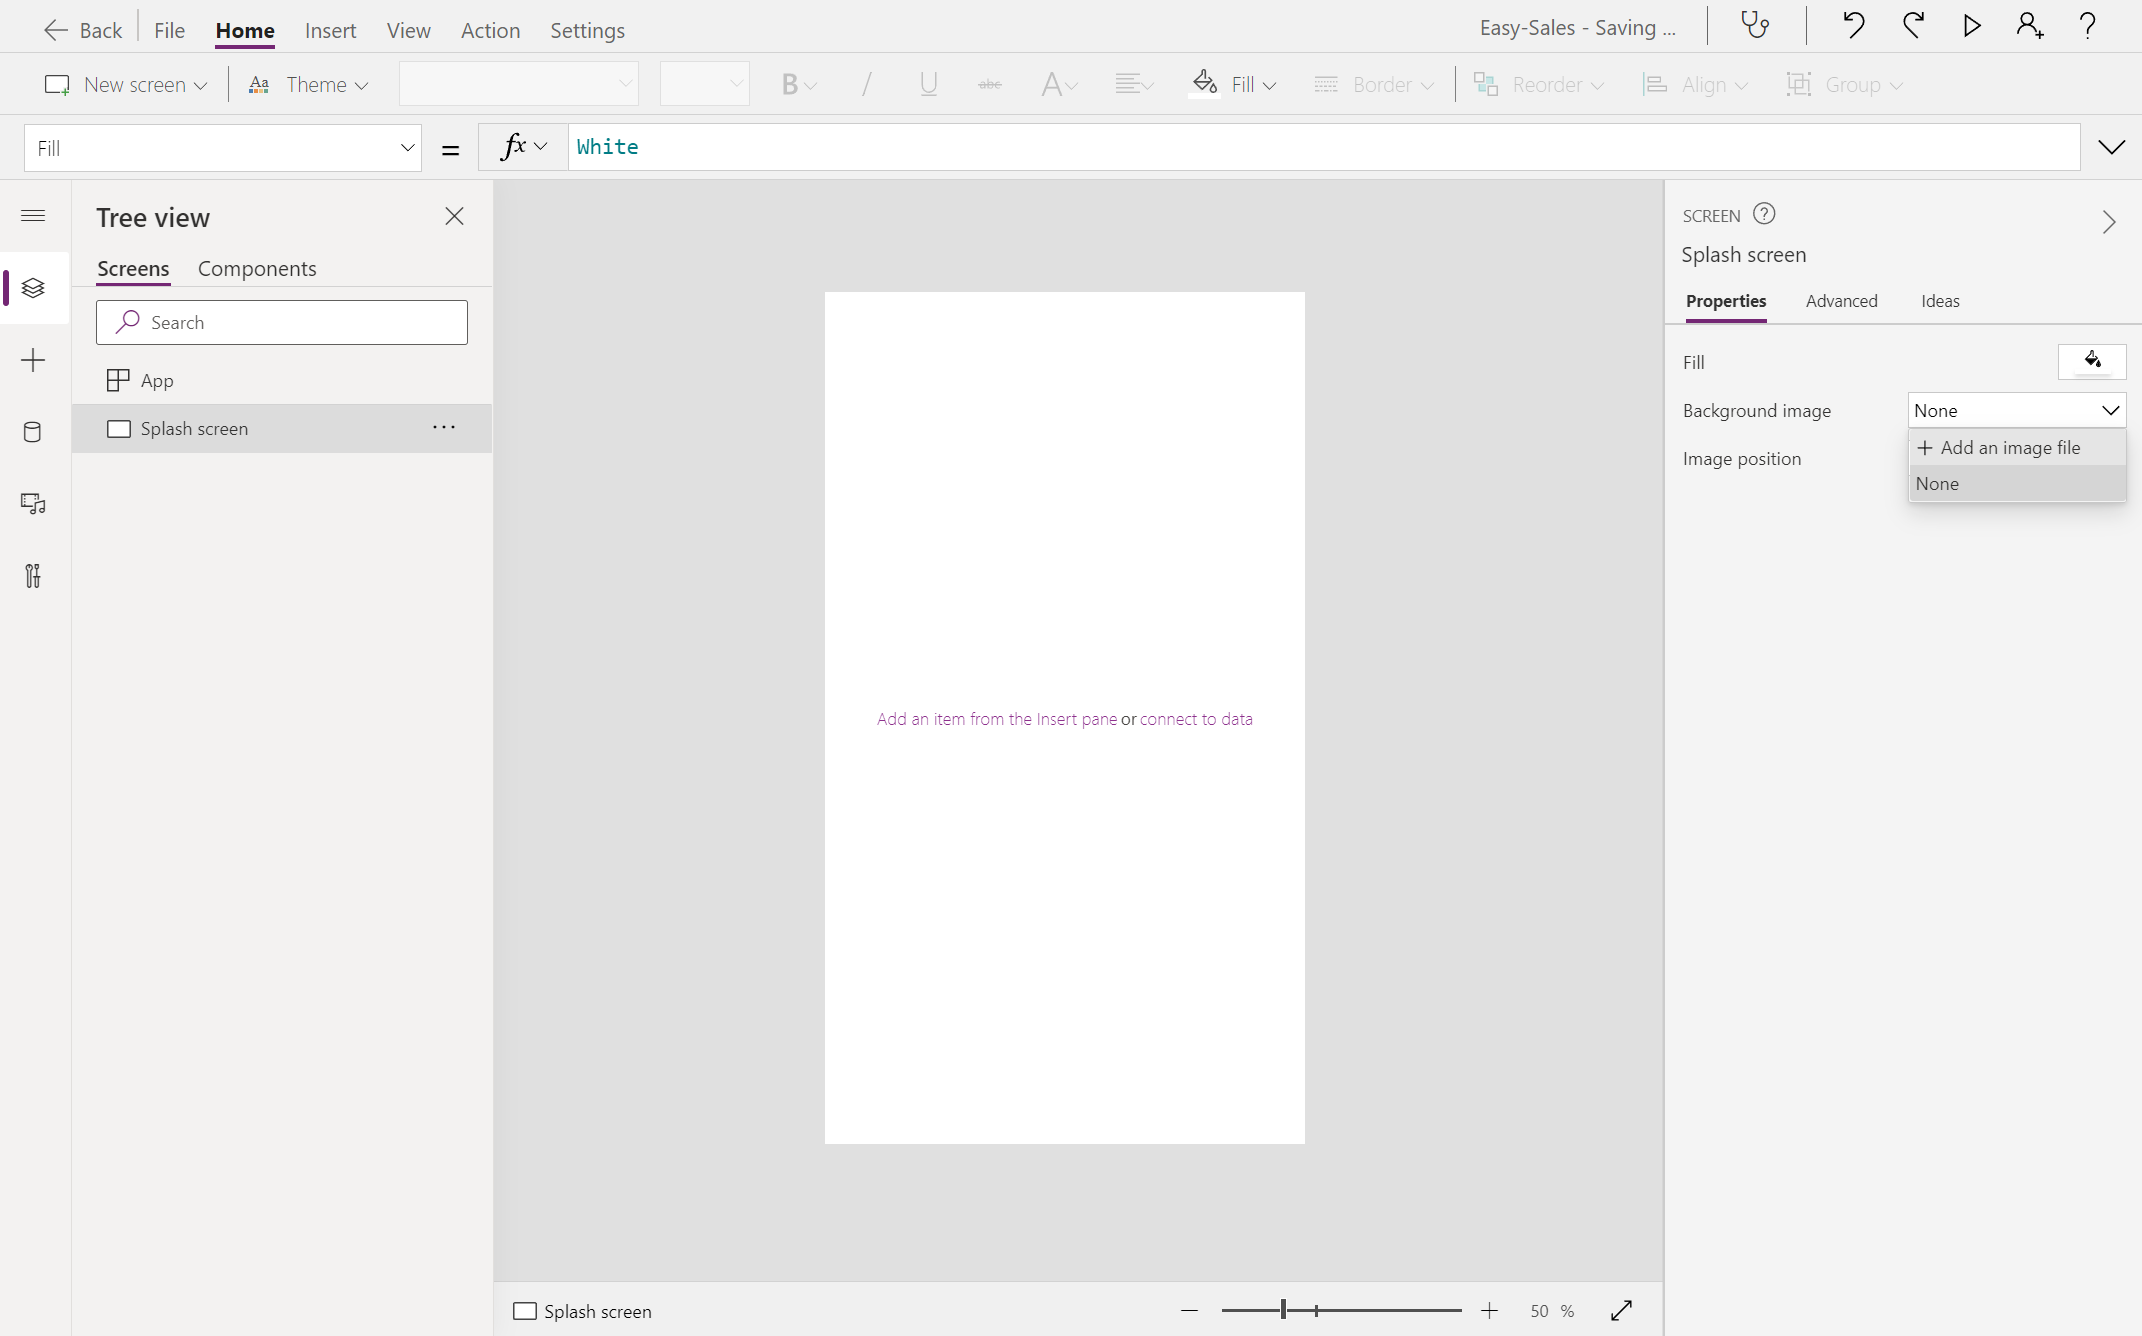 Back File Home Insert View Action Settings Easy-Sales - Saving ...
New screen Aa Theme B / U abc A Fill Border Reorder Align Group
Fill = fx White
Tree view
Screens Components
Search
App
Splash screen ...
Add an item from the Insert pane or connect to data
SCREEN
Splash screen
Properties Advanced Ideas
Fill
Background image None
+ Add an image file
Image position
None
Splash screen 50 %